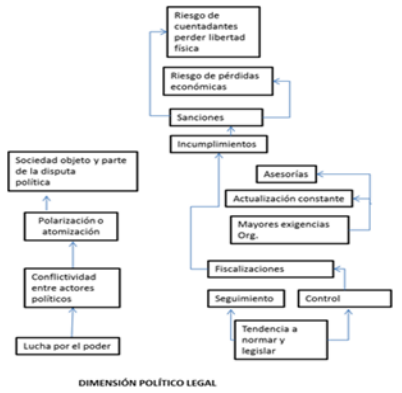 Riesgo de
cuentadantes
perder libertad
física
Riesgo de pérdidas
económicas
Sanciones
Incumplimientos
Sociedad objeto y parte
de la disputa
política
Asesorías
Actualización constante
Polarización o
atomización
Mayores exigencias
Org.
Fiscalizaciones
Conflictividad
entre actores
políticos
Seguimiento
Control
Tendencia a
normar y
legislar
Lucha por el poder
DIMENSIÓN POLÍTICO LEGAL